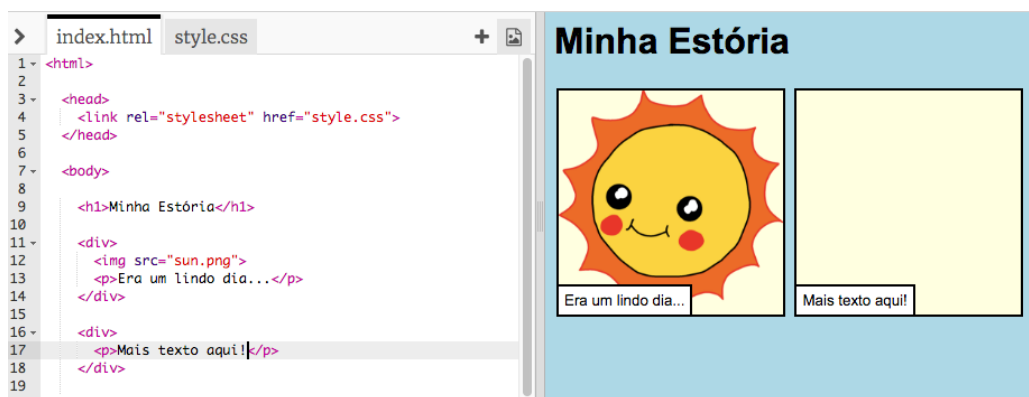 index.html style.css
1 <html>
2
3 <head>
4 <link rel="stylesheet" href="style.css">
5 </head>
6
7 <body>
8
9 <h1>Minha Estória</h1>
10
11 <div>
12 <img src="sun.png">
13 <p>Era um lindo dia...</p>
14 </div>
15
16 <div>
17 <p>Mais texto aqui!</p>
18 </div>
19
Minha Estória
Era um lindo dia...
Mais texto aqui!